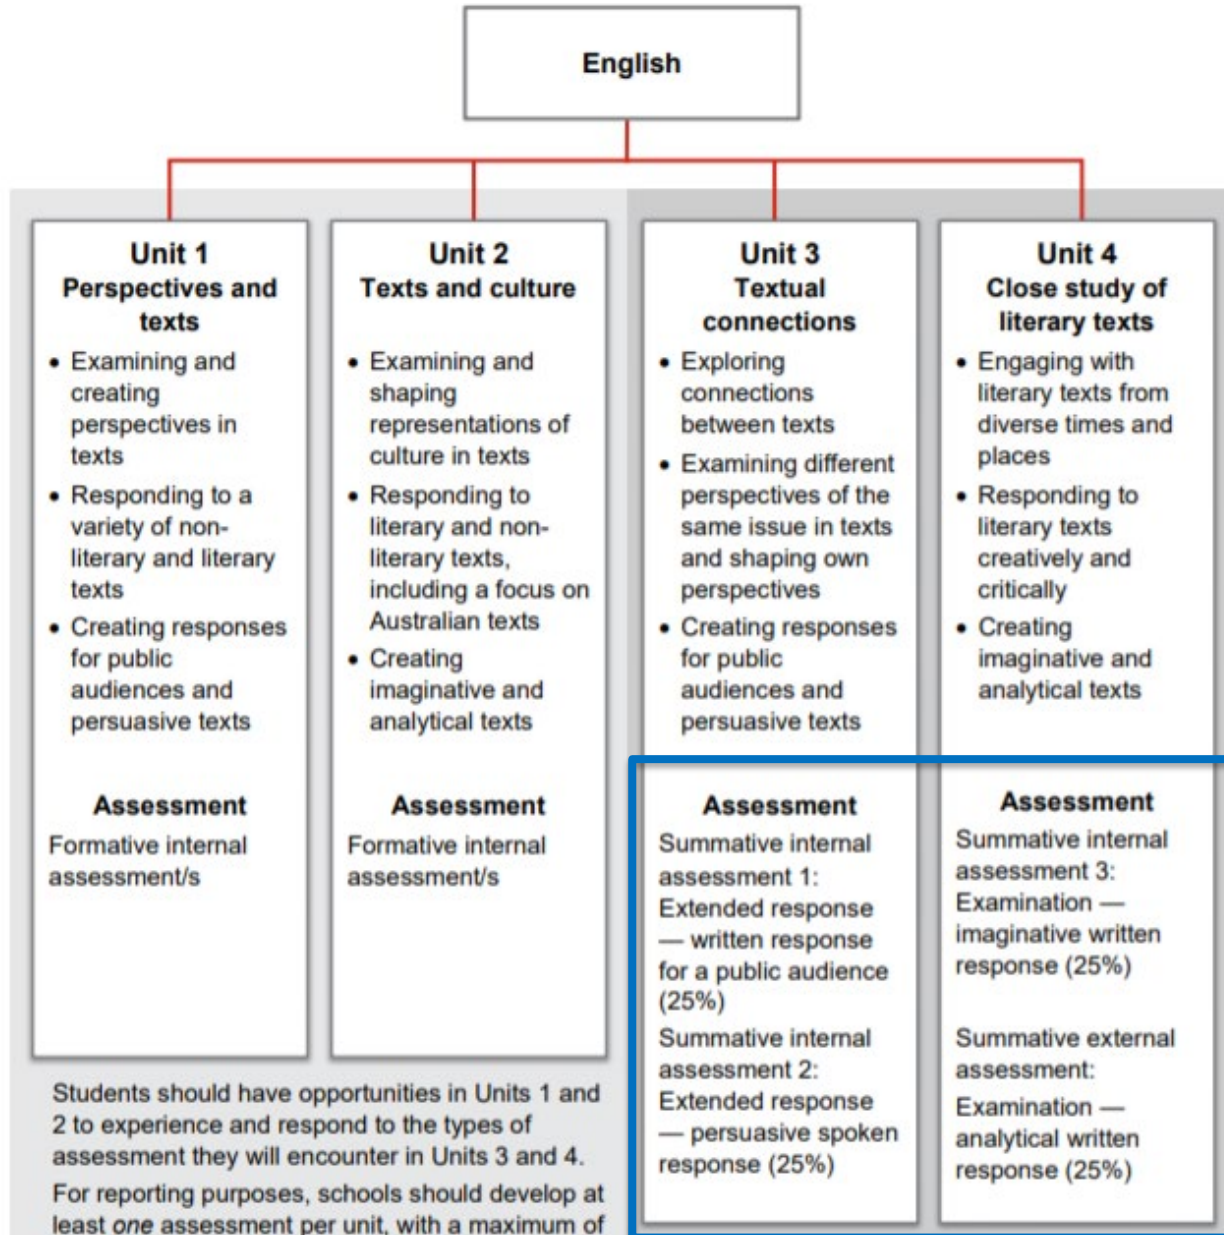 English
Unit 1
Perspectives and
texts
• Examining and
creating
perspectives in
texts
• Responding to a
variety of non-
literary and literary
texts
• Creating responses
for public
audiences and
persuasive texts
Assessment
Formative internal
assessment/s
Unit 2
Texts and culture
• Examining and
shaping
representations of
culture in texts
• Responding to
literary and non-
literary texts,
including a focus on
Australian texts
• Creating
imaginative and
analytical texts
Assessment
Formative internal
assessment/s
Students should have opportunities in Units 1 and
2 to experience and respond to the types of
assessment they will encounter in Units 3 and 4.
For reporting purposes, schools should develop at
least one assessment per unit, with a maximum of
Unit 3
Textual
connections
• Exploring
connections
between texts
• Examining different
perspectives of the
same issue in texts
and shaping own
perspectives
• Creating responses
for public
audiences and
persuasive texts
Assessment
Summative internal
assessment 1:
Extended response
— written response
for a public audience
(25%)
Summative internal
assessment 2:
Extended response
— persuasive spoken
response (25%)
Unit 4
Close study of
literary texts
• Engaging with
literary texts from
diverse times and
places
• Responding to
literary texts
creatively and
critically
• Creating
imaginative and
analytical texts
Assessment
Summative internal
assessment 3:
Examination —
imaginative written
response (25%)
Summative external
assessment:
Examination —
analytical written
response (25%)